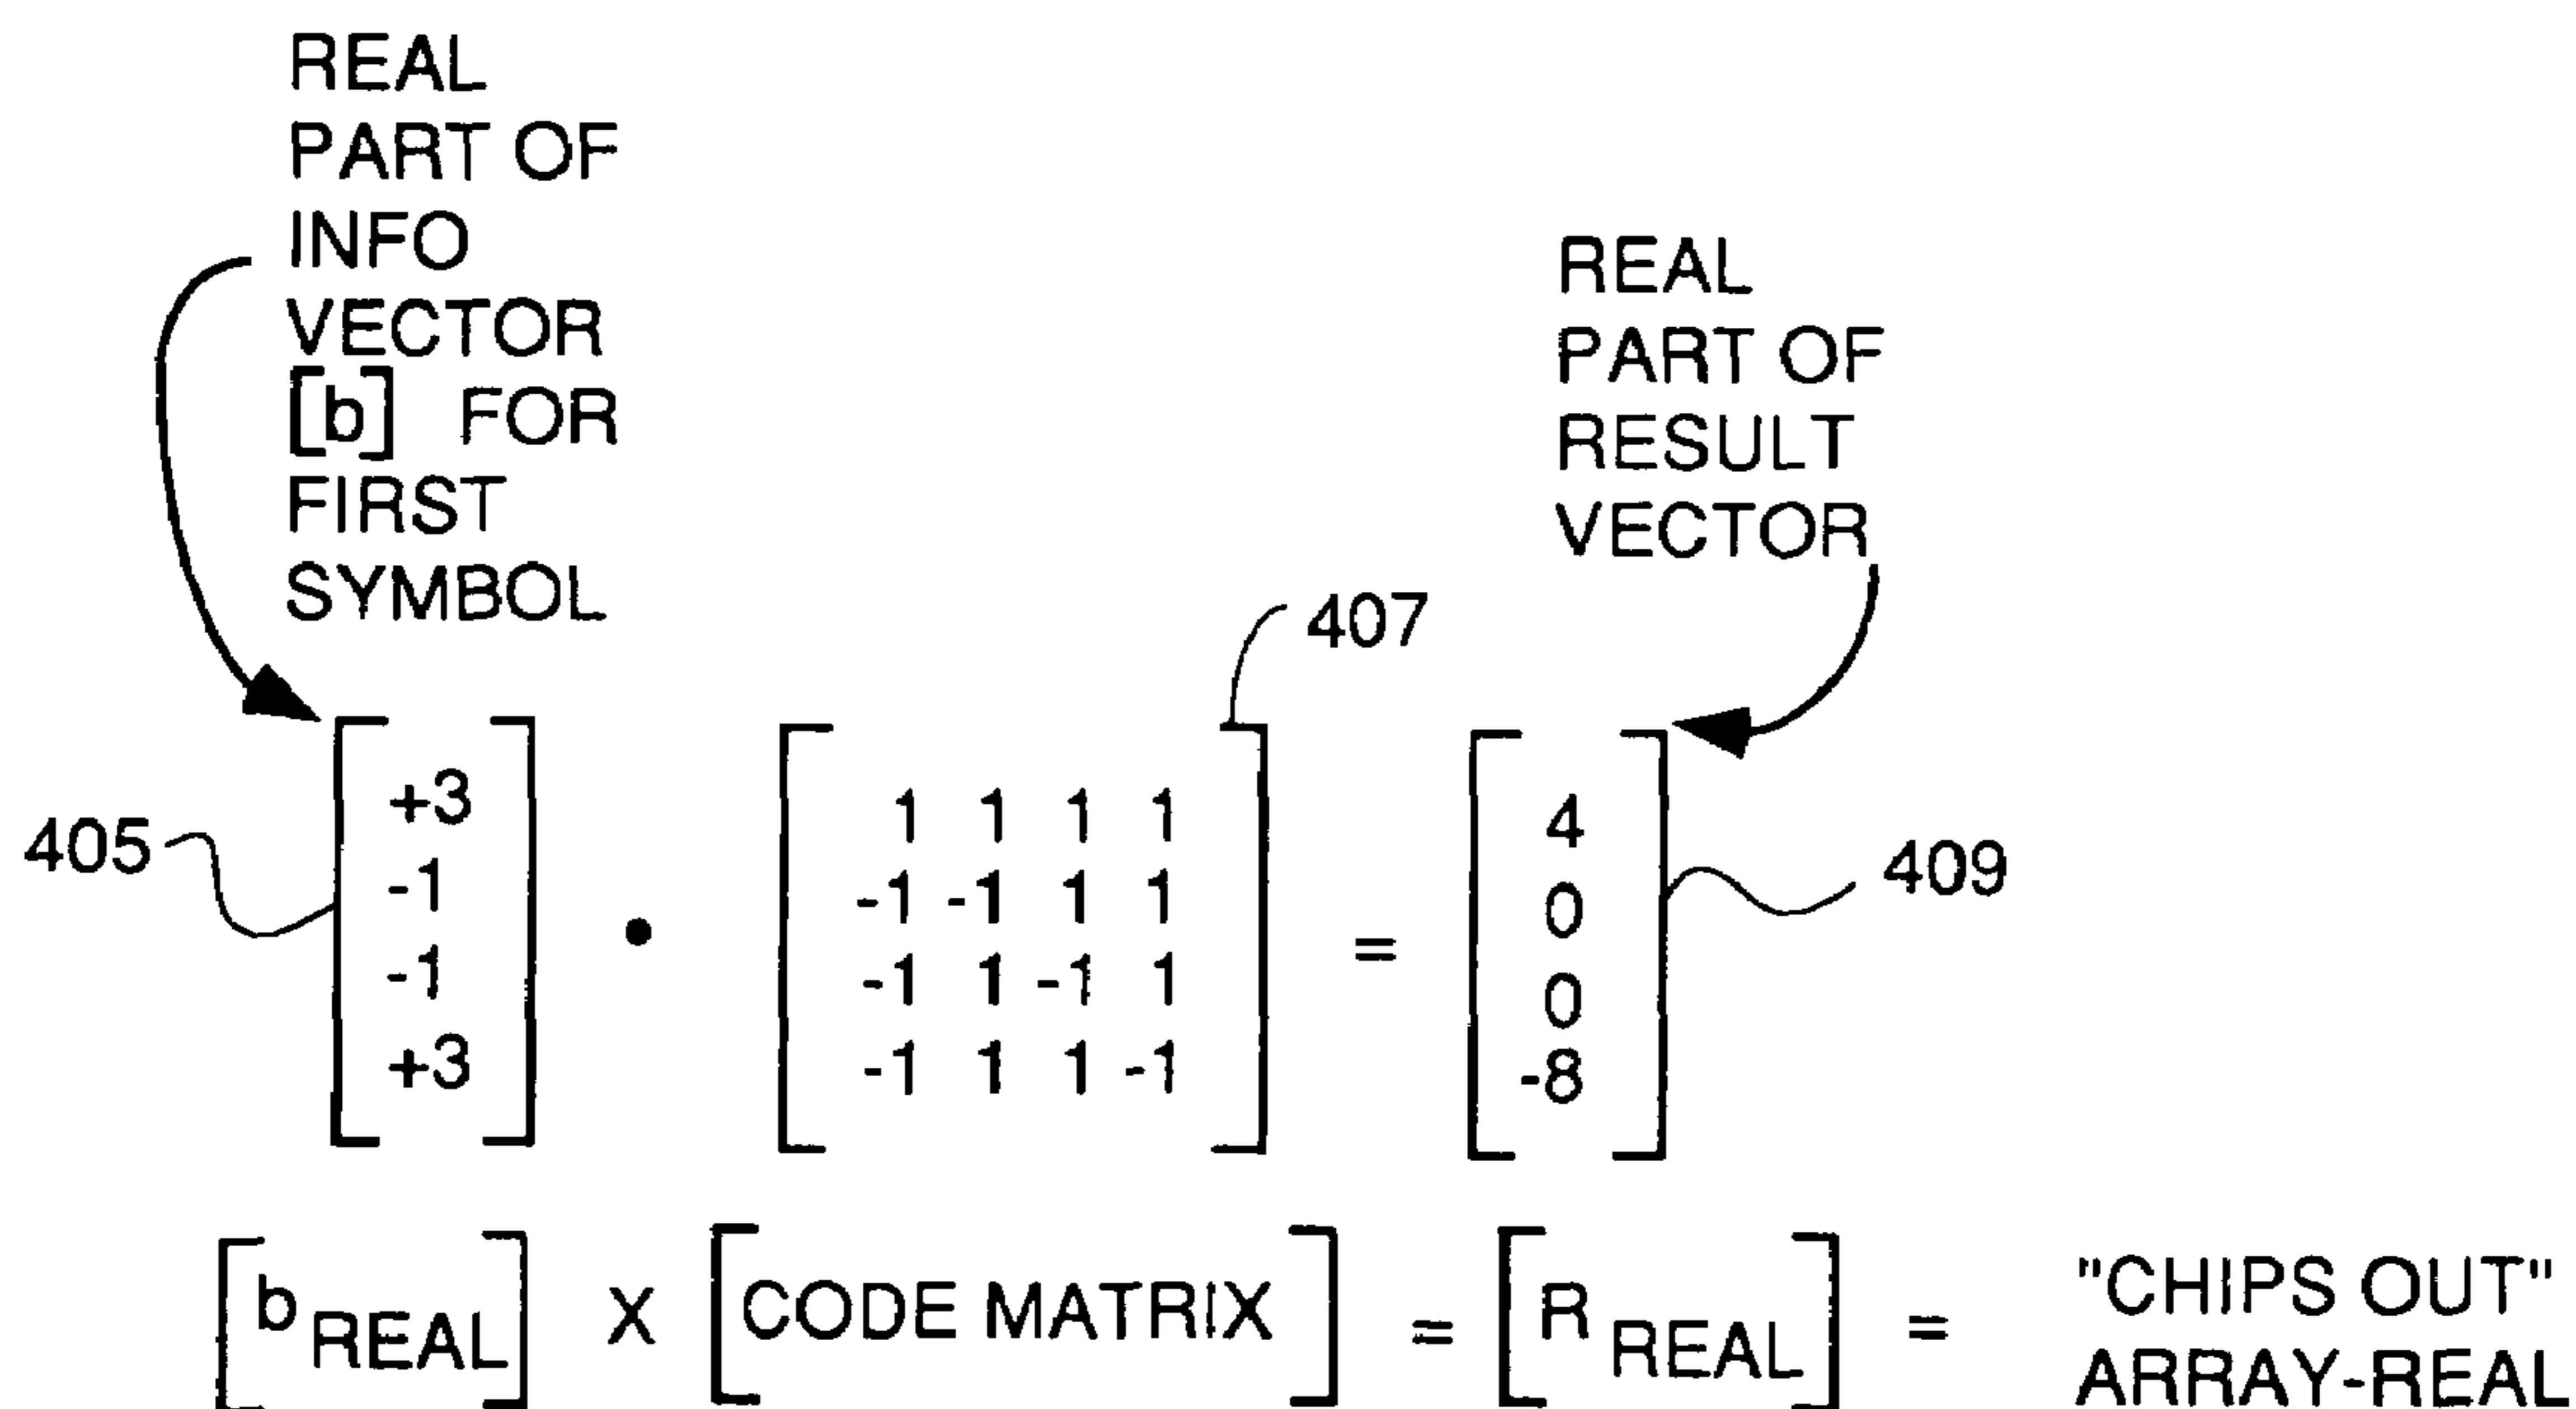 REAL
PART OF
INFO
VECTOR
[b] FOR
FIRST
SYMBOL
REAL
PART OF
RESULT
VECTOR
407
405
+3
-1
-1
+3
•
1 1 1 1
-1 -1 1 1
-1 1 -1 1
-1 1 1 -1
=
4
0
0
-8
409
[b REAL] X [CODE MATRIX] = [R REAL] = "CHIPS OUT"
ARRAY-REAL